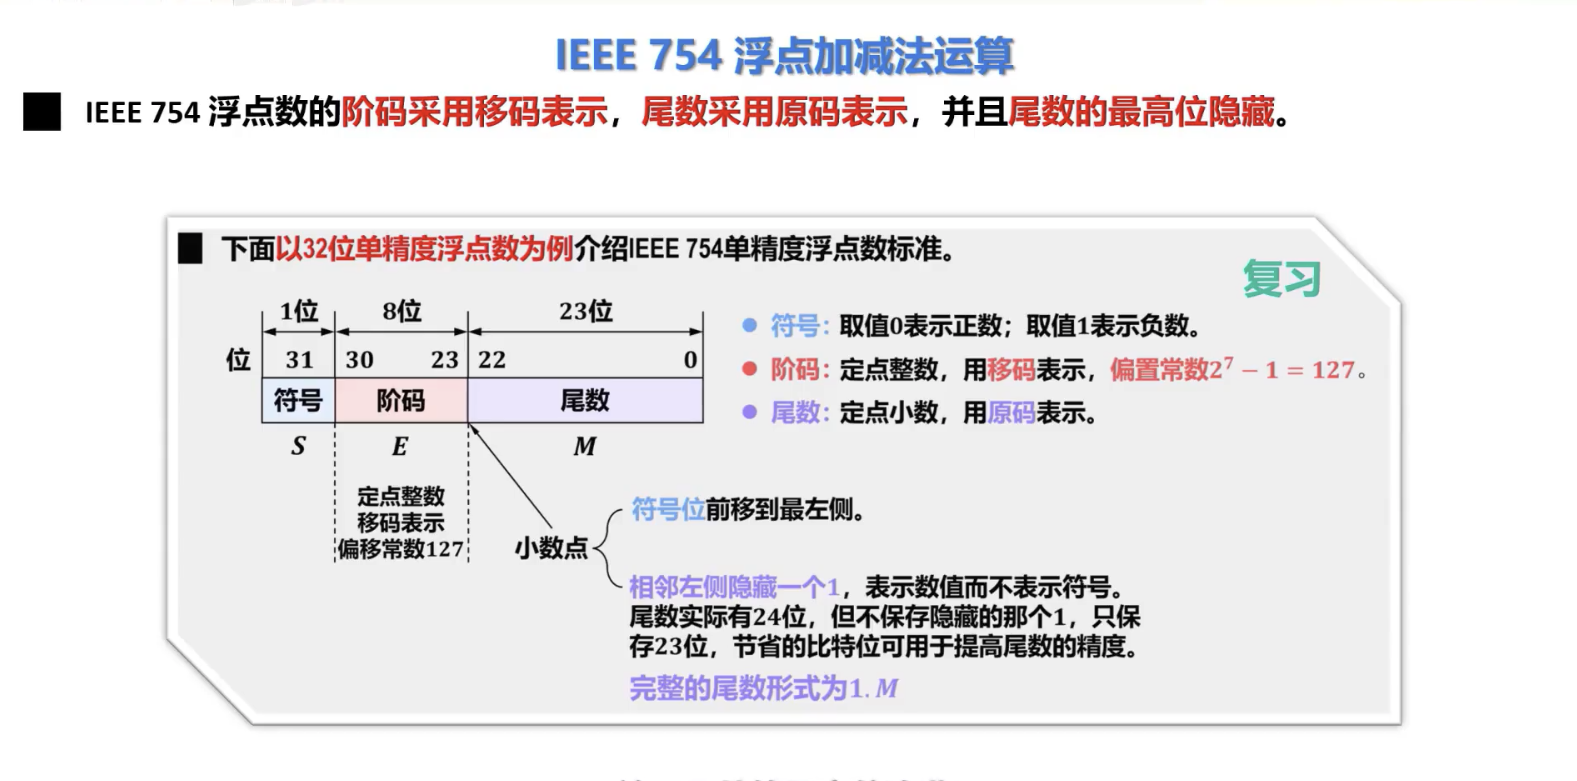 IEEE 754 浮点加减法运算
IEEE 754 浮点数的阶码采用移码表示，尾数采用原码表示，并且尾数的最高位隐藏。
下面以32位单精度浮点数为例介绍IEEE 754单精度浮点数标准。
复习
1位 8位 23位
位 31 30 23 22 0
符号 阶码 尾数
S E M
定点整数
移码表示
偏移常数127
小数点
符号：取值0表示正数；取值1表示负数。
阶码：定点整数，用移码表示，偏置常数2⁷ − 1 = 127。
尾数：定点小数，用原码表示。
符号位前移到最左侧。
相邻左侧隐藏一个1，表示数值而不表示符号。
尾数实际有24位，但不保存隐藏的那个1，只保
存23位，节省的比特位可用于提高尾数的精度。
完整的尾数形式为1. M